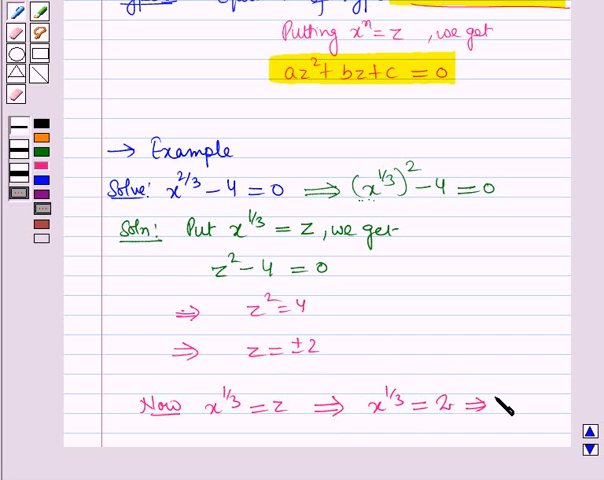 Putting xⁿ = z, we get
az² + bz + c = 0
→ Example
Solve: x^(2/3) - 4 = 0 ⟹ (x^(1/3))² - 4 = 0
Soln: Put x^(1/3) = z, we get
z² - 4 = 0
⇒ z² = 4
⇒ z = ±2
Now x^(1/3) = z ⇒ x^(1/3) = 2 ⇒